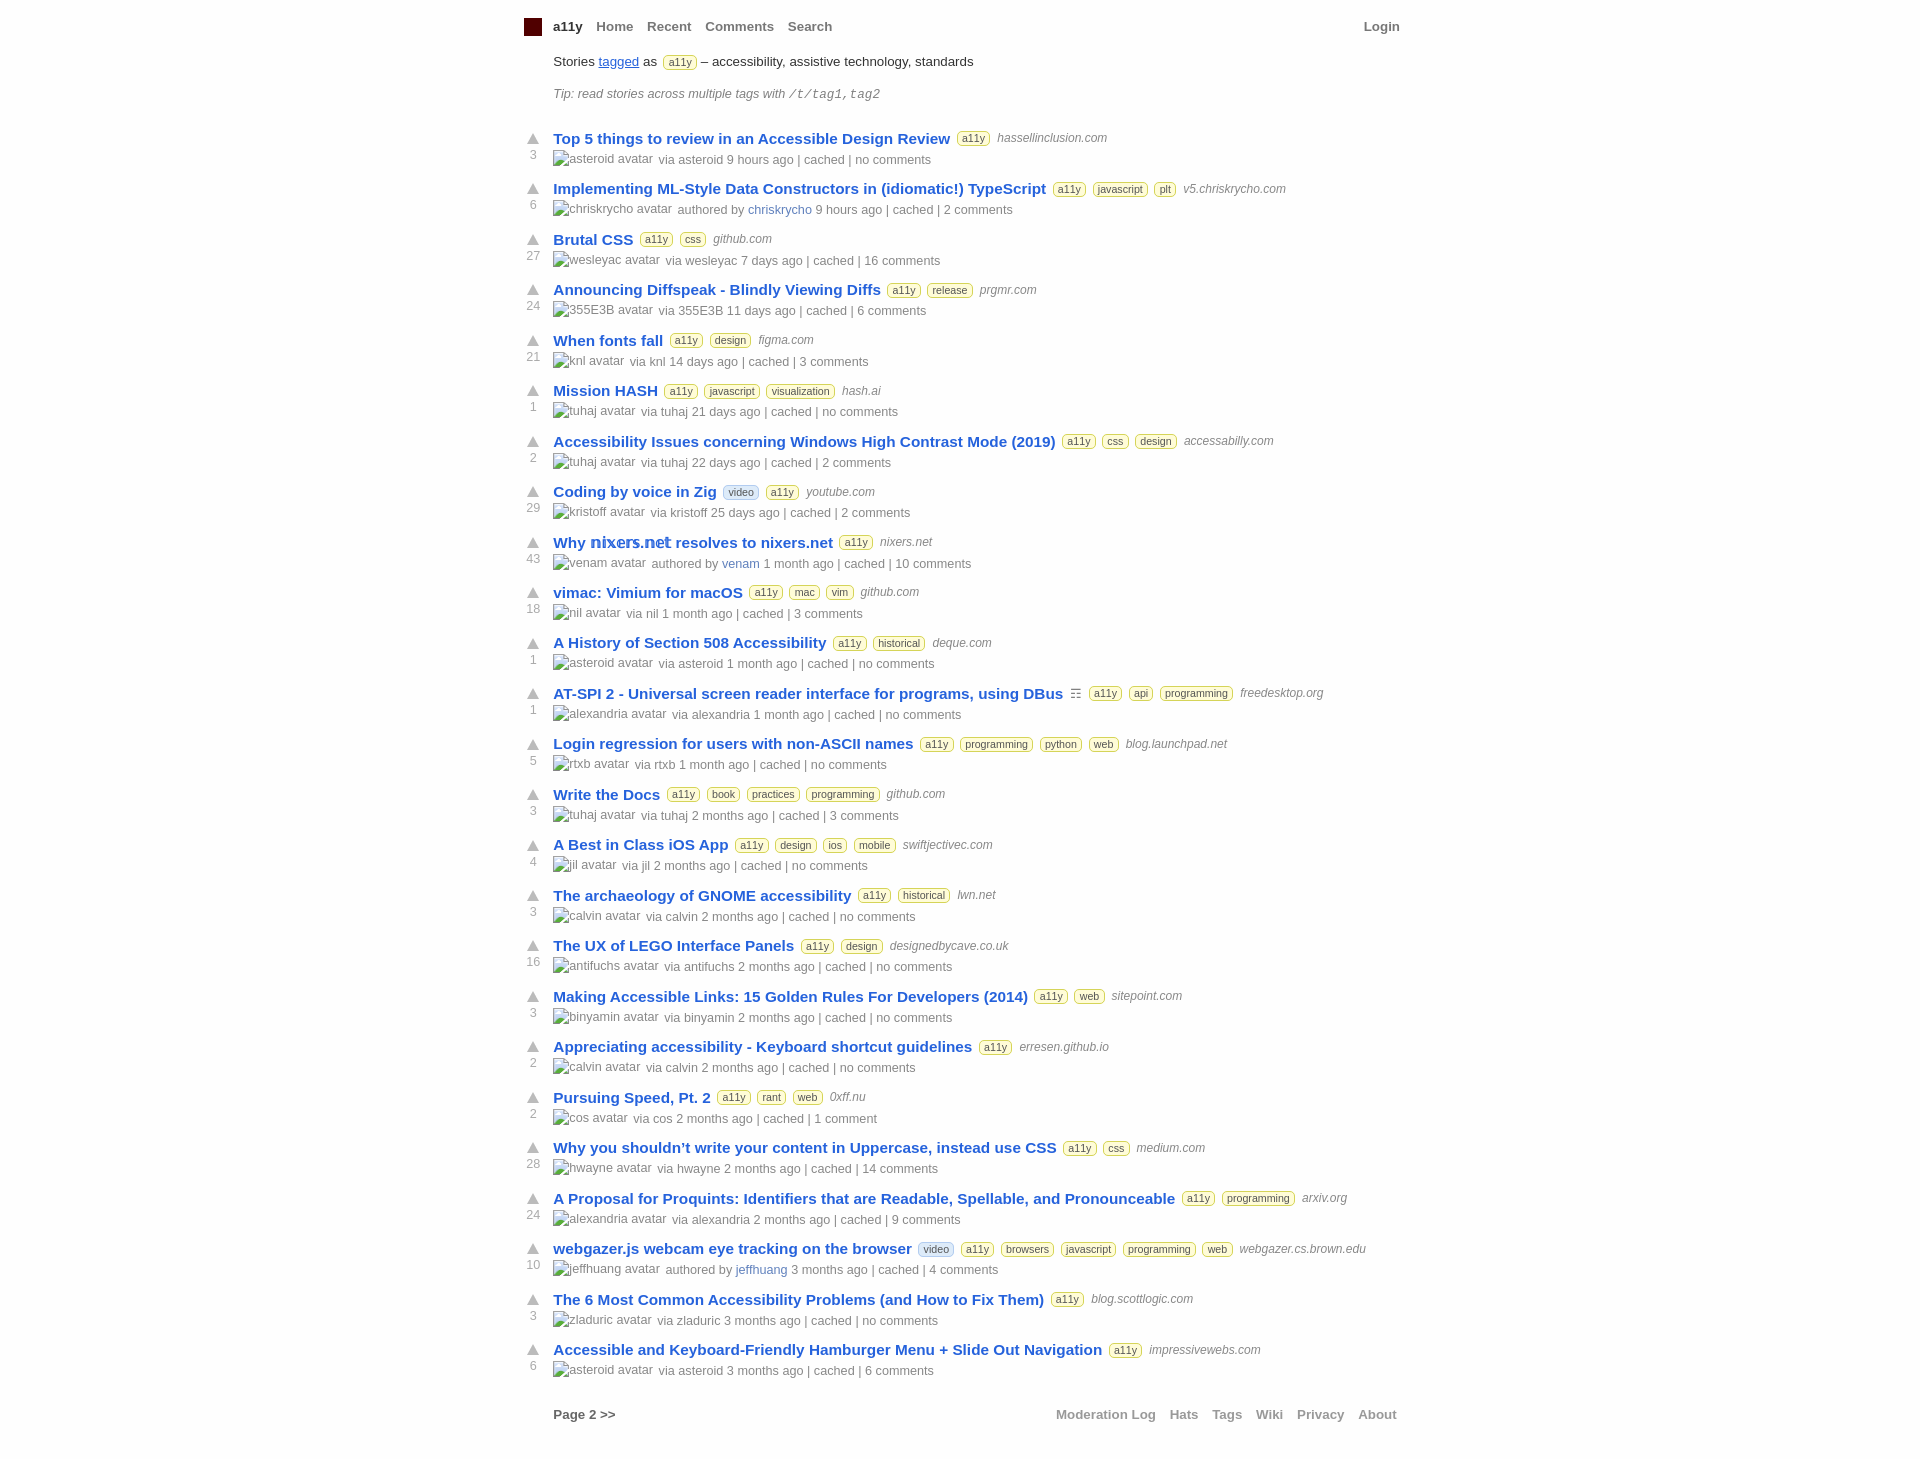 a11y Home Recent Comments Search Login
Stories tagged as a11y – accessibility, assistive technology, standards
Tip: read stories across multiple tags with /t/tag1,tag2
Top 5 things to review in an Accessible Design Review a11y hassellinclusion.com
3 asteroid avatar via asteroid 9 hours ago | cached | no comments
Implementing ML-Style Data Constructors in (idiomatic!) TypeScript a11y javascript plt v5.chriskrycho.com
6 chriskrycho avatar authored by chriskrycho 9 hours ago | cached | 2 comments
Brutal CSS a11y css github.com
27 wesleyac avatar via wesleyac 7 days ago | cached | 16 comments
Announcing Diffspeak - Blindly Viewing Diffs a11y release prgmr.com
24 355E3B avatar via 355E3B 11 days ago | cached | 6 comments
When fonts fall a11y design figma.com
21 knl avatar via knl 14 days ago | cached | 3 comments
Mission HASH a11y javascript visualization hash.ai
1 tuhaj avatar via tuhaj 21 days ago | cached | no comments
Accessibility Issues concerning Windows High Contrast Mode (2019) a11y css design accessabilly.com
2 tuhaj avatar via tuhaj 22 days ago | cached | 2 comments
Coding by voice in Zig video a11y youtube.com
29 kristoff avatar via kristoff 25 days ago | cached | 2 comments
Why 𝕟𝕚𝕩𝕖𝕣𝕤.𝕟𝕖𝕥 resolves to nixers.net a11y nixers.net
43 venam avatar authored by venam 1 month ago | cached | 10 comments
vimac: Vimium for macOS a11y mac vim github.com
18 nil avatar via nil 1 month ago | cached | 3 comments
A History of Section 508 Accessibility a11y historical deque.com
1 asteroid avatar via asteroid 1 month ago | cached | no comments
AT-SPI 2 - Universal screen reader interface for programs, using DBus ☶ a11y api programming freedesktop.org
1 alexandria avatar via alexandria 1 month ago | cached | no comments
Login regression for users with non-ASCII names a11y programming python web blog.launchpad.net
5 rtxb avatar via rtxb 1 month ago | cached | no comments
Write the Docs a11y book practices programming github.com
3 tuhaj avatar via tuhaj 2 months ago | cached | 3 comments
A Best in Class iOS App a11y design ios mobile swiftjectivec.com
4 jil avatar via jil 2 months ago | cached | no comments
The archaeology of GNOME accessibility a11y historical lwn.net
3 calvin avatar via calvin 2 months ago | cached | no comments
The UX of LEGO Interface Panels a11y design designedbycave.co.uk
16 antifuchs avatar via antifuchs 2 months ago | cached | no comments
Making Accessible Links: 15 Golden Rules For Developers (2014) a11y web sitepoint.com
3 binyamin avatar via binyamin 2 months ago | cached | no comments
Appreciating accessibility - Keyboard shortcut guidelines a11y erresen.github.io
2 calvin avatar via calvin 2 months ago | cached | no comments
Pursuing Speed, Pt. 2 a11y rant web 0xff.nu
2 cos avatar via cos 2 months ago | cached | 1 comment
Why you shouldn’t write your content in Uppercase, instead use CSS a11y css medium.com
28 hwayne avatar via hwayne 2 months ago | cached | 14 comments
A Proposal for Proquints: Identifiers that are Readable, Spellable, and Pronounceable a11y programming arxiv.org
24 alexandria avatar via alexandria 2 months ago | cached | 9 comments
webgazer.js webcam eye tracking on the browser video a11y browsers javascript programming web webgazer.cs.brown.edu
10 jeffhuang avatar authored by jeffhuang 3 months ago | cached | 4 comments
The 6 Most Common Accessibility Problems (and How to Fix Them) a11y blog.scottlogic.com
3 zladuric avatar via zladuric 3 months ago | cached | no comments
Accessible and Keyboard-Friendly Hamburger Menu + Slide Out Navigation a11y impressivewebs.com
6 asteroid avatar via asteroid 3 months ago | cached | 6 comments
Page 2 >> Moderation Log Hats Tags Wiki Privacy About